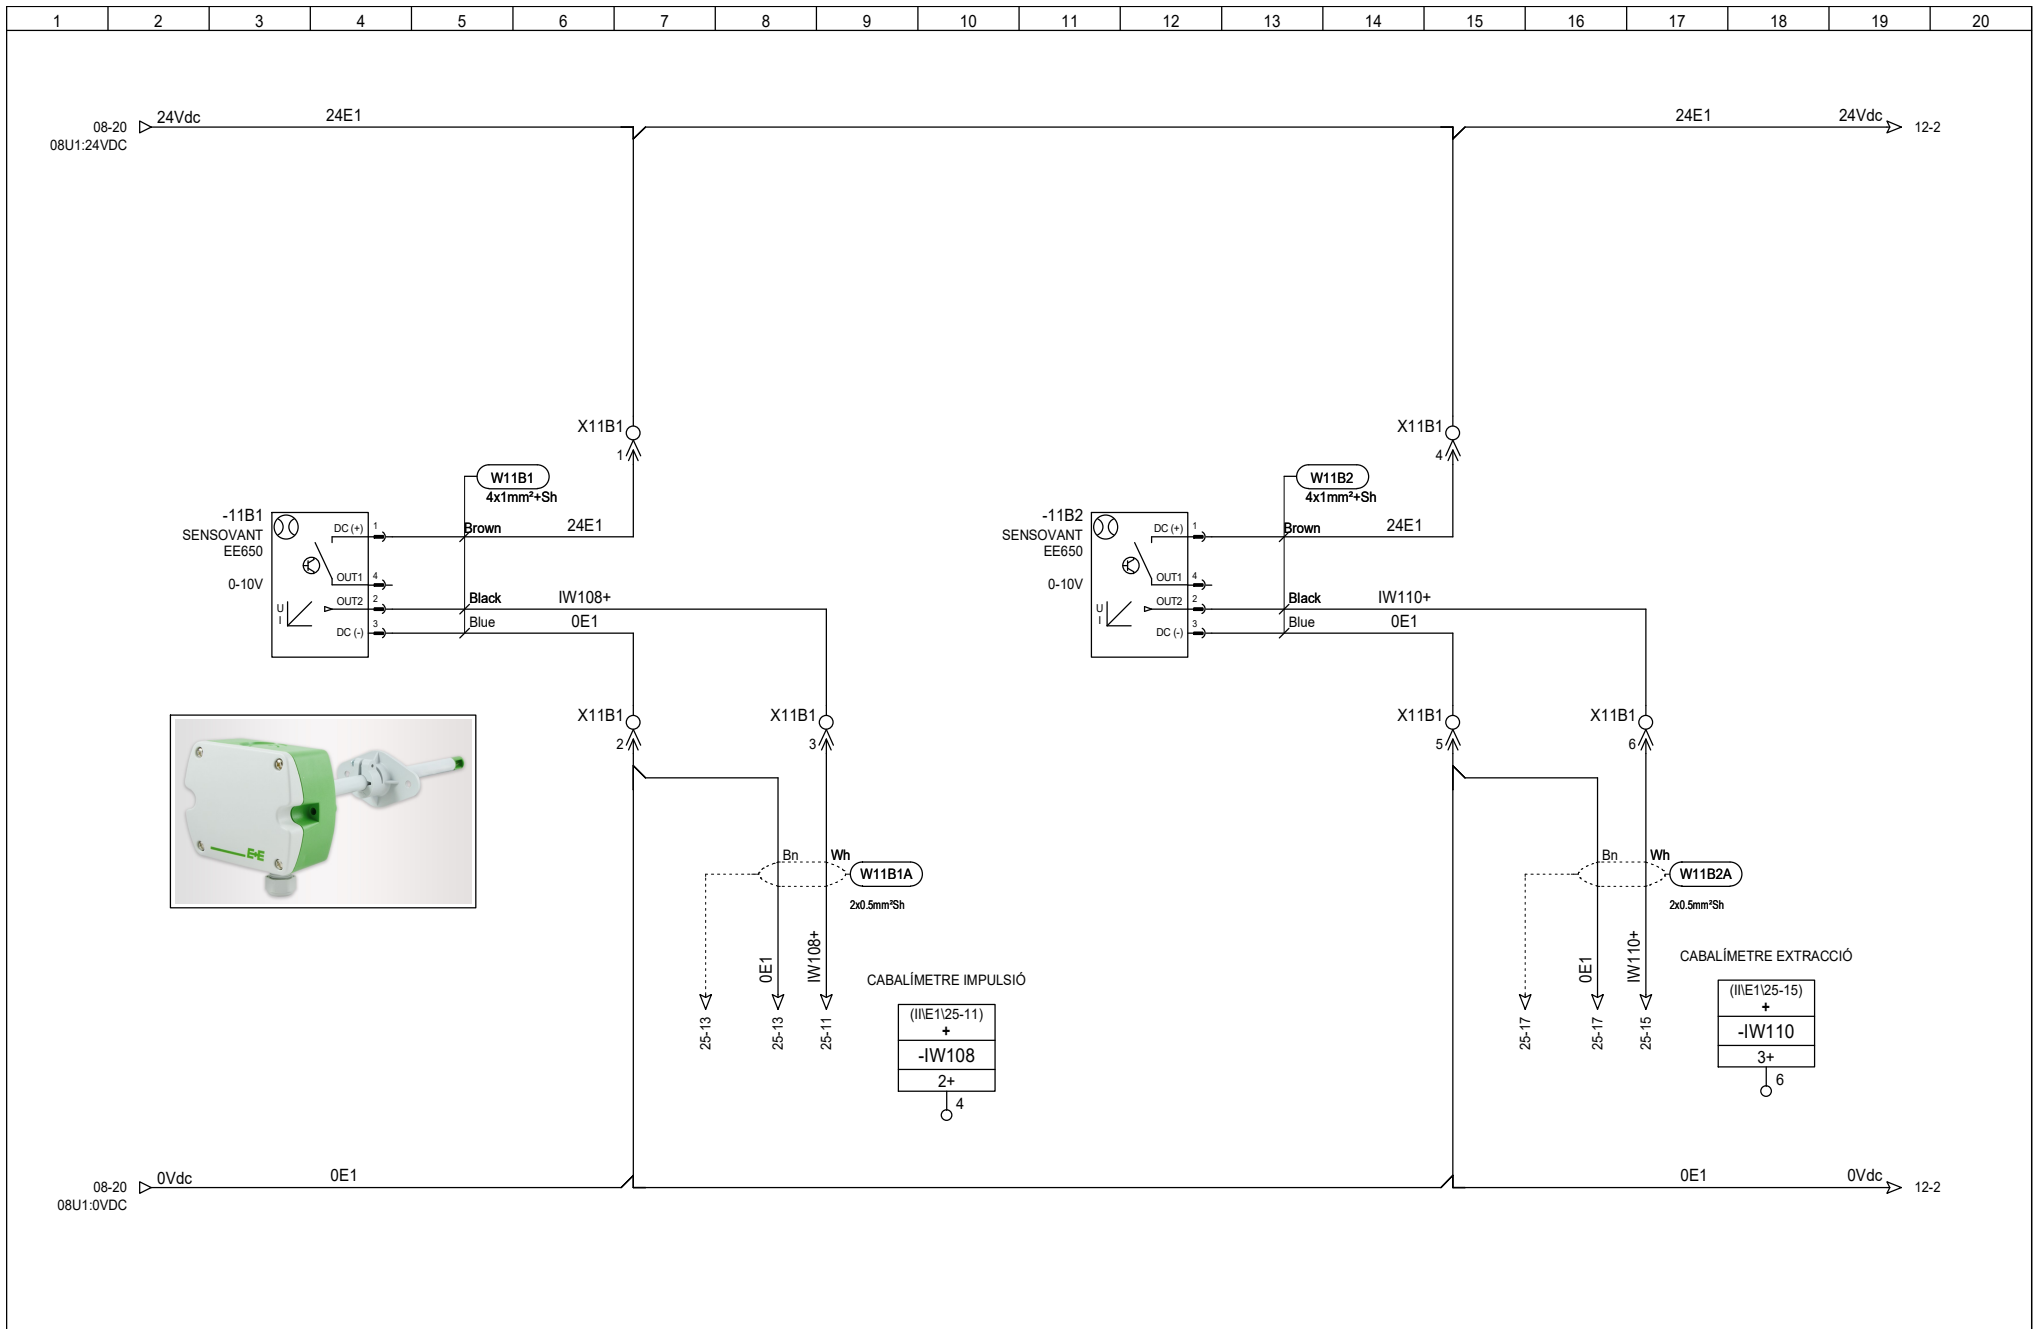 1 2 3 4 5 6 7 8 9 10 11 12 13 14 15 16 17 18 19 20
08-20 24Vdc 24E1 24E1 24Vdc 12-2
08U1:24VDC
X11B1 X11B1
1 4
W11B1 W11B2
4x1mm²+Sh 4x1mm²+Sh
-11B1 -11B2
SENSOVANT SENSOVANT
EE650 EE650
0-10V 0-10V
DC (+) 1 Brown 24E1 DC (+) 1 Brown 24E1
OUT1 4 OUT1 4
OUT2 2 Black IW108+ OUT2 2 Black IW110+
U U
I I
DC (-) 3 Blue 0E1 DC (-) 3 Blue 0E1
X11B1 X11B1 X11B1 X11B1
2 3 5 6
E+E
Bn Wh Bn Wh
W11B1A W11B2A
2x0.5mm²Sh 2x0.5mm²Sh
0E1 IW108+ 0E1 IW110+
25-13 25-13 25-11 25-17 25-17 25-15
CABALÍMETRE IMPULSIÓ CABALÍMETRE EXTRACCIÓ
(II\E1\25-11) (II\E1\25-15)
+ +
-IW108 -IW110
2+ 3+
4 6
08-20 0Vdc 0E1 0E1 0Vdc 12-2
08U1:0VDC